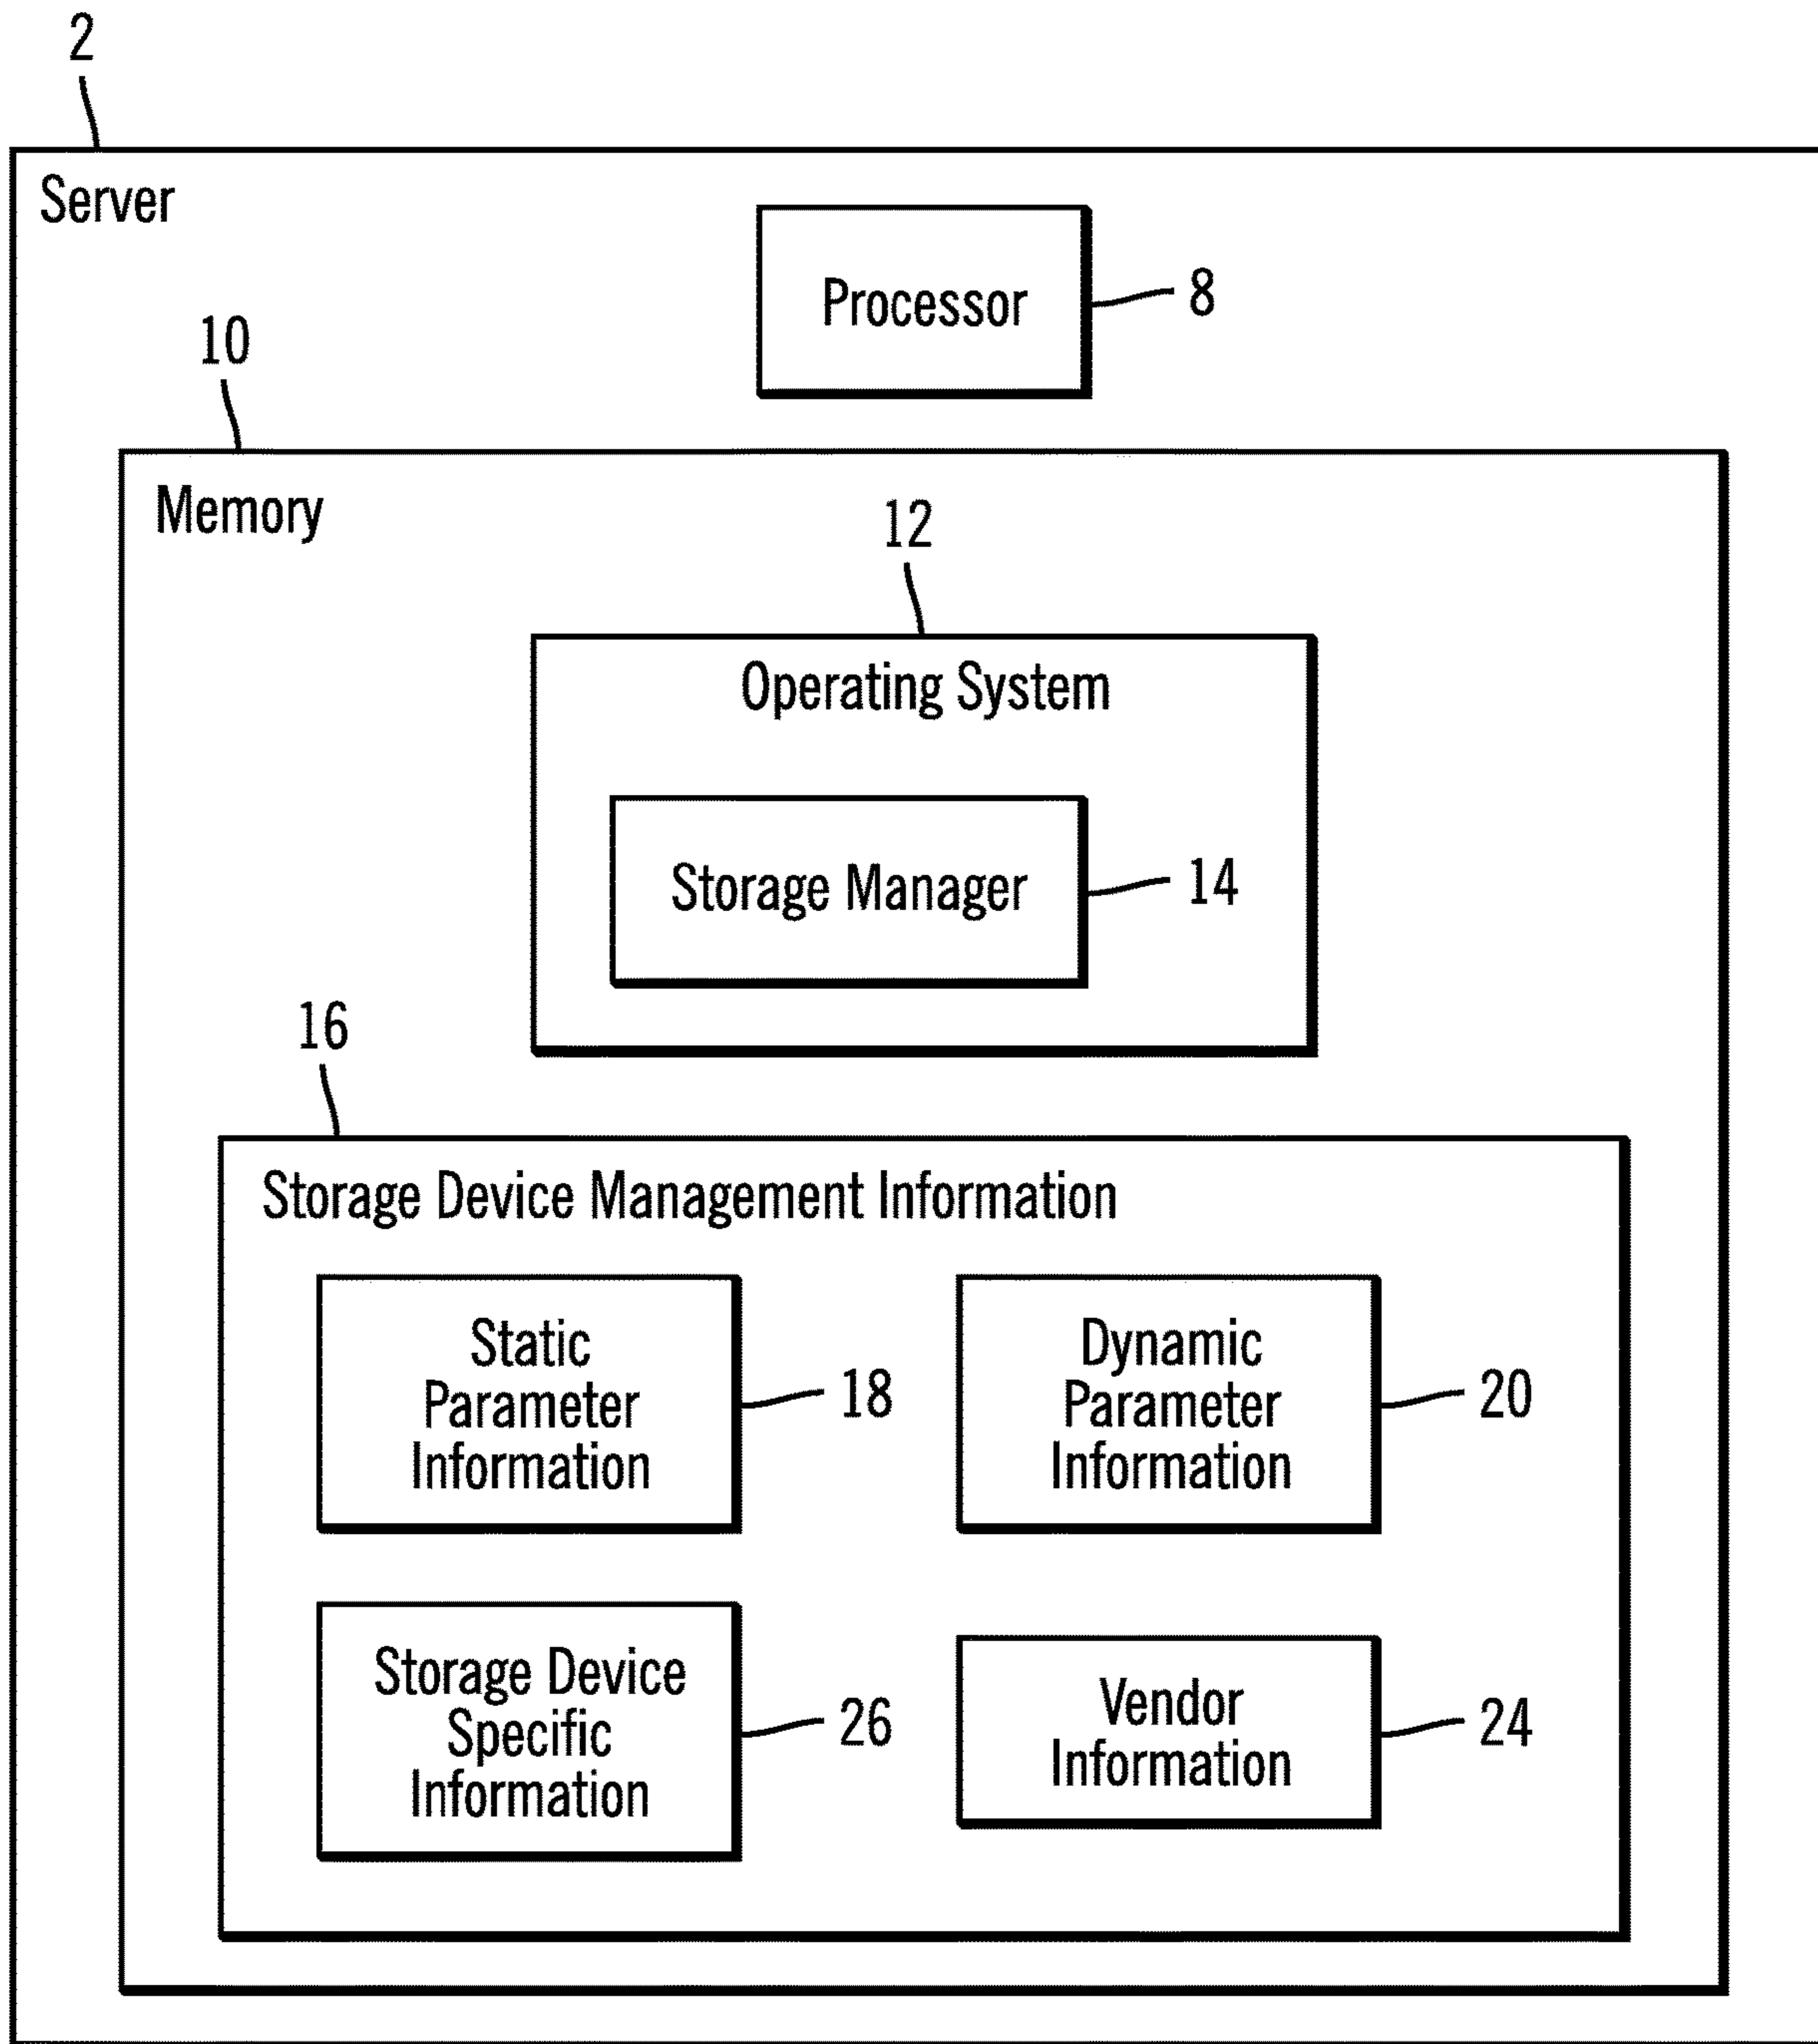 2
Server
Processor
8
10
Memory
12
Operating System
Storage Manager
14
16
Storage Device Management Information
Static
Parameter
Information
18
Dynamic
Parameter
Information
20
Storage Device
Specific
Information
26
Vendor
Information
24